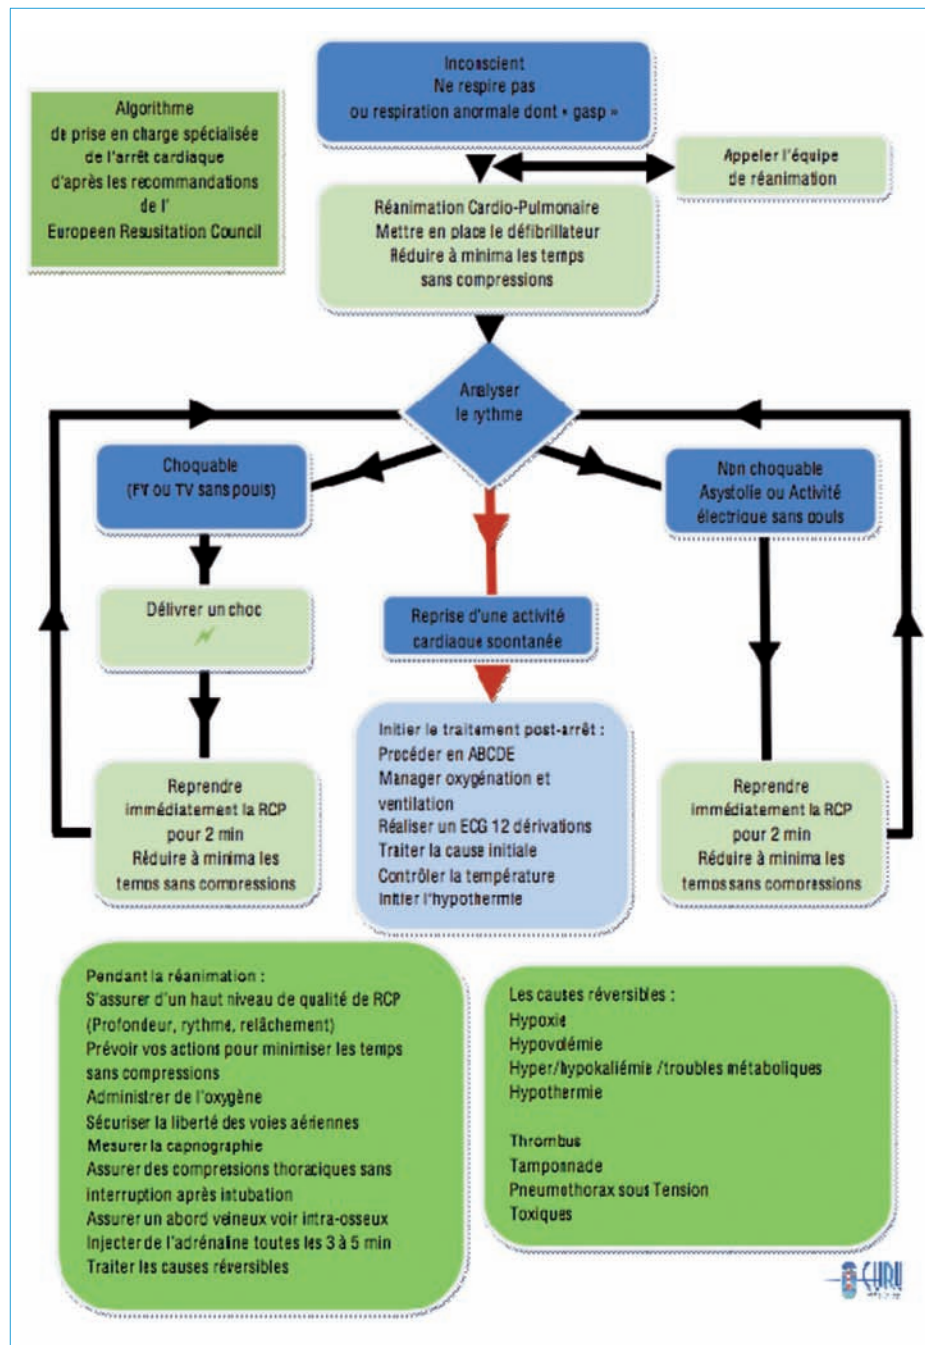 Algorithme
de prise en charge spécialisée
de l'arrêt cardiaque
d'après les recommandations
de l'
Europeen Resusitation Council
Inconscient
Ne respire pas
ou respiration anormale dont « gasp »
Appeler l'équipe
de réanimation
Réanimation Cardio-Pulmonaire
Mettre en place le défibrillateur
Réduire à minima les temps
sans compressions
Analyser
le rythme
Choquable
(FV ou TV sans pouls)
Non choquable
Asystolie ou Activité
électrique sans pouls
Délivrer un choc
Reprise d'une activité
cardiaque spontanée
Reprendre
immédiatement la RCP
pour 2 min
Réduire à minima les
temps sans compressions
Initier le traitement post-arrêt :
Procéder en ABCDE
Manager oxygénation et
ventilation
Réaliser un ECG 12 dérivations
Traiter la cause initiale
Contrôler la température
Initier l'hypothermie
Reprendre
immédiatement la RCP
pour 2 min
Réduire à minima les
temps sans compressions
Pendant la réanimation :
S'assurer d'un haut niveau de qualité de RCP
(Profondeur, rythme, relâchement)
Prévoir vos actions pour minimiser les temps
sans compressions
Administrer de l'oxygène
Sécuriser la liberté des voies aériennes
Mesurer la capnographie
Assurer des compressions thoraciques sans
interruption après intubation
Assurer un abord veineux voir intra-osseux
Injecter de l'adrénaline toutes les 3 à 5 min
Traiter les causes réversibles
Les causes réversibles :
Hypoxie
Hypovolémie
Hyper/hypokaliémie /troubles métaboliques
Hypothermie
Thrombus
Tamponnade
Pneumothorax sous Tension
Toxiques